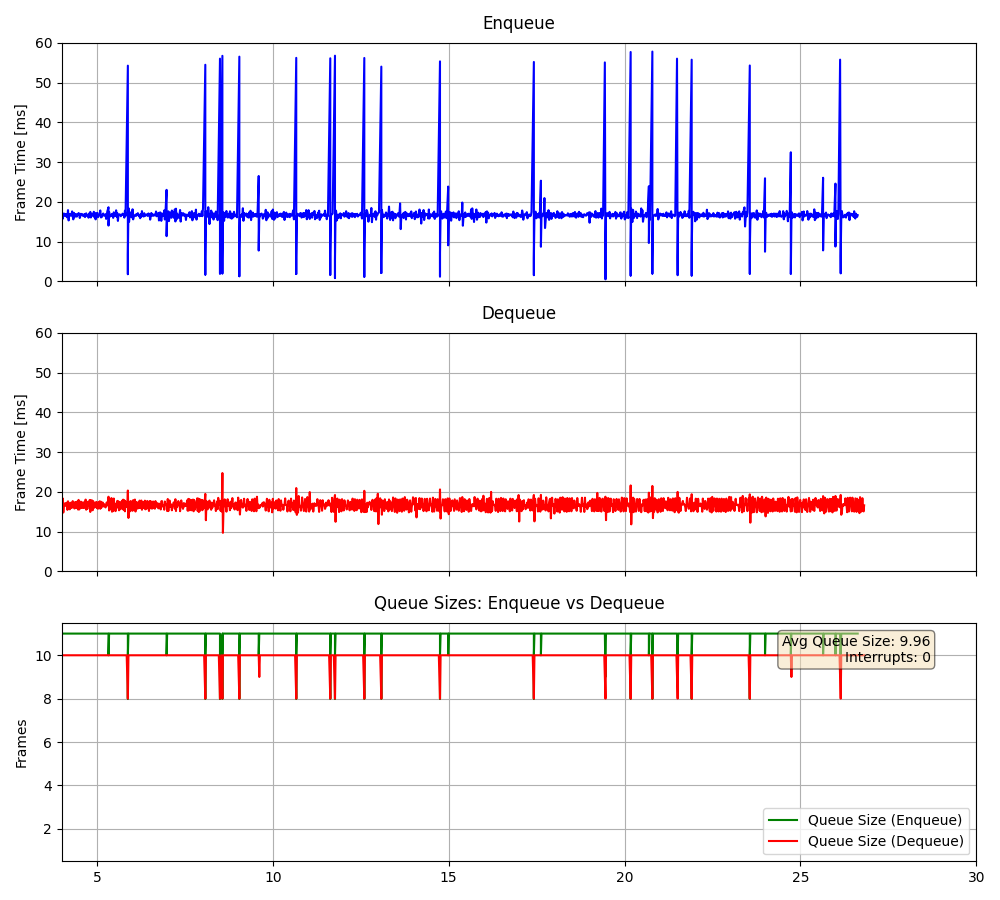 Enqueue
60
50
40
30
20
10
0
Frame Time [ms]
Dequeue
60
50
40
30
20
10
0
Frame Time [ms]
Queue Sizes: Enqueue vs Dequeue
10
8
6
4
2
Frames
Avg Queue Size: 9.96
Interrupts: 0
Queue Size (Enqueue)
Queue Size (Dequeue)
5 10 15 20 25 30